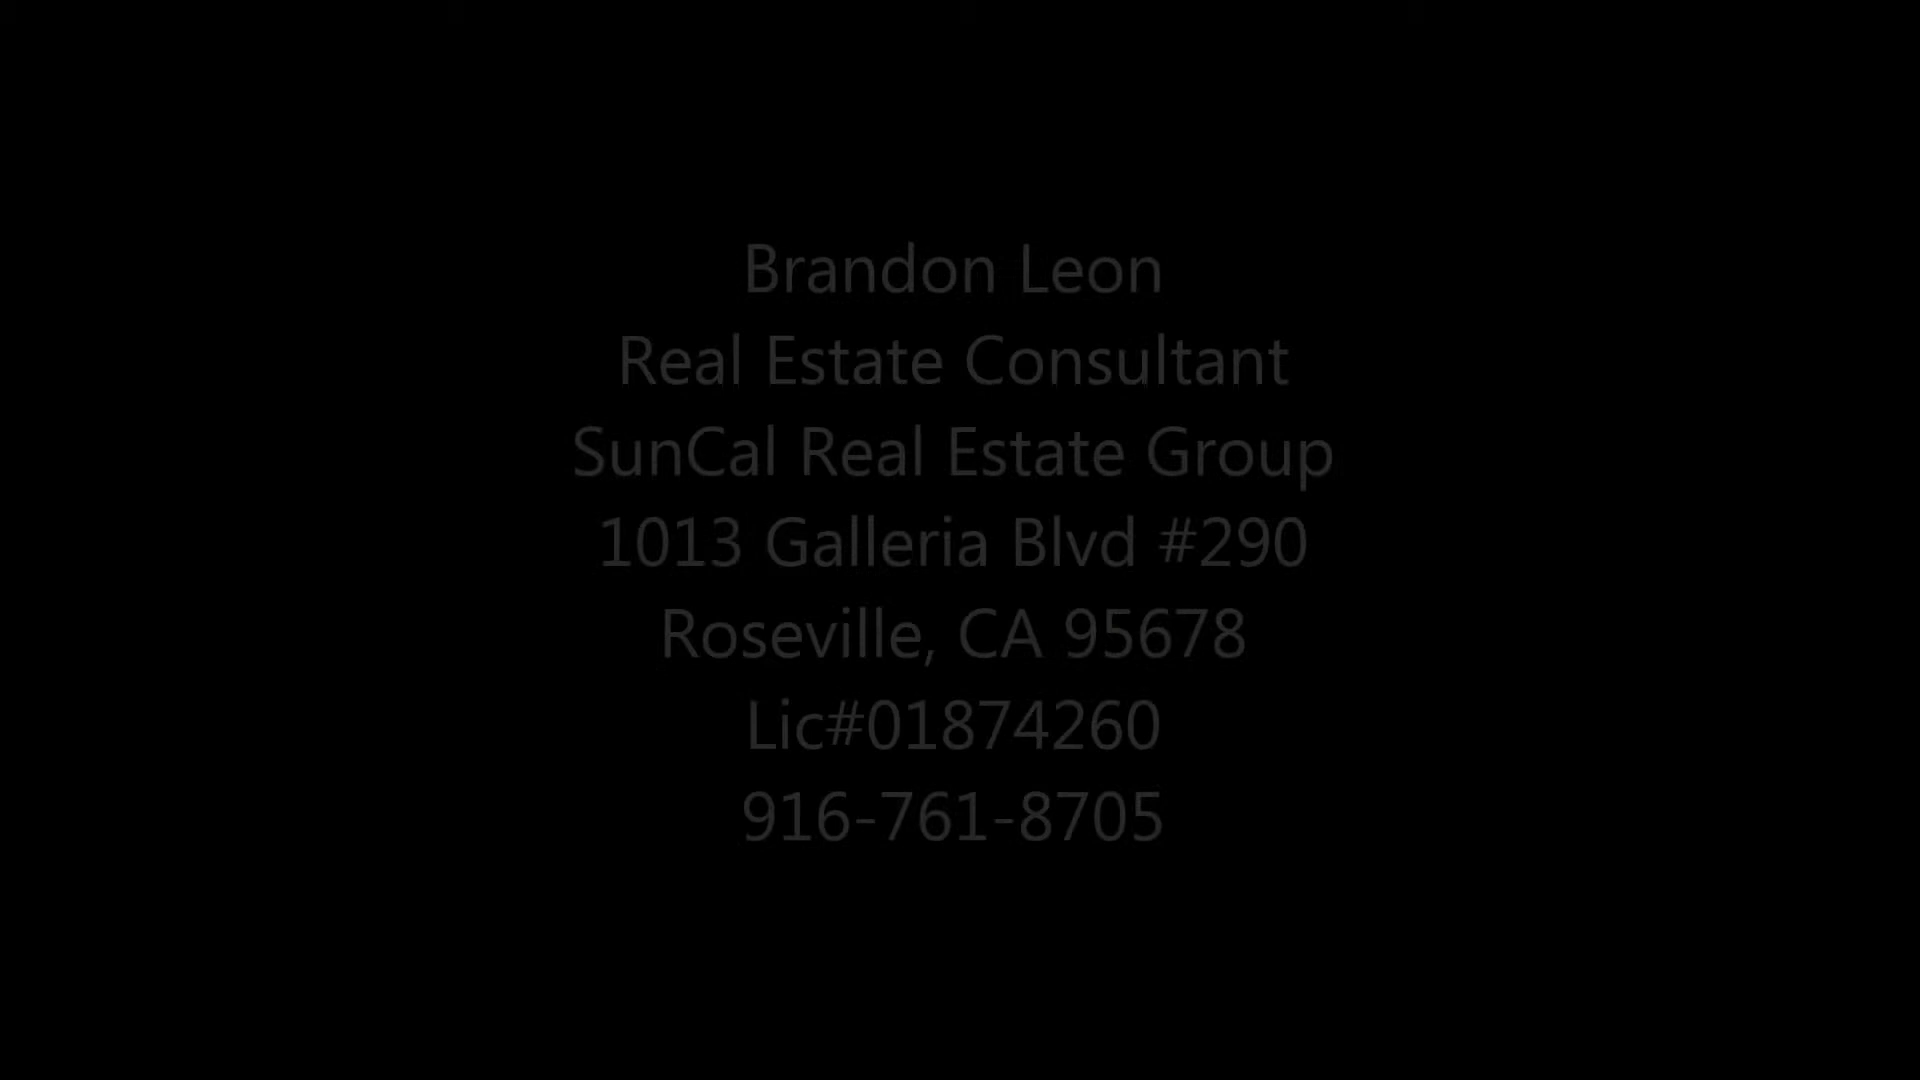 Brandon Leon
Real Estate Consultant
SunCal Real Estate Group
1013 Galleria Blvd #290
Roseville, CA 95678
Lic#01874260
916-761-8705